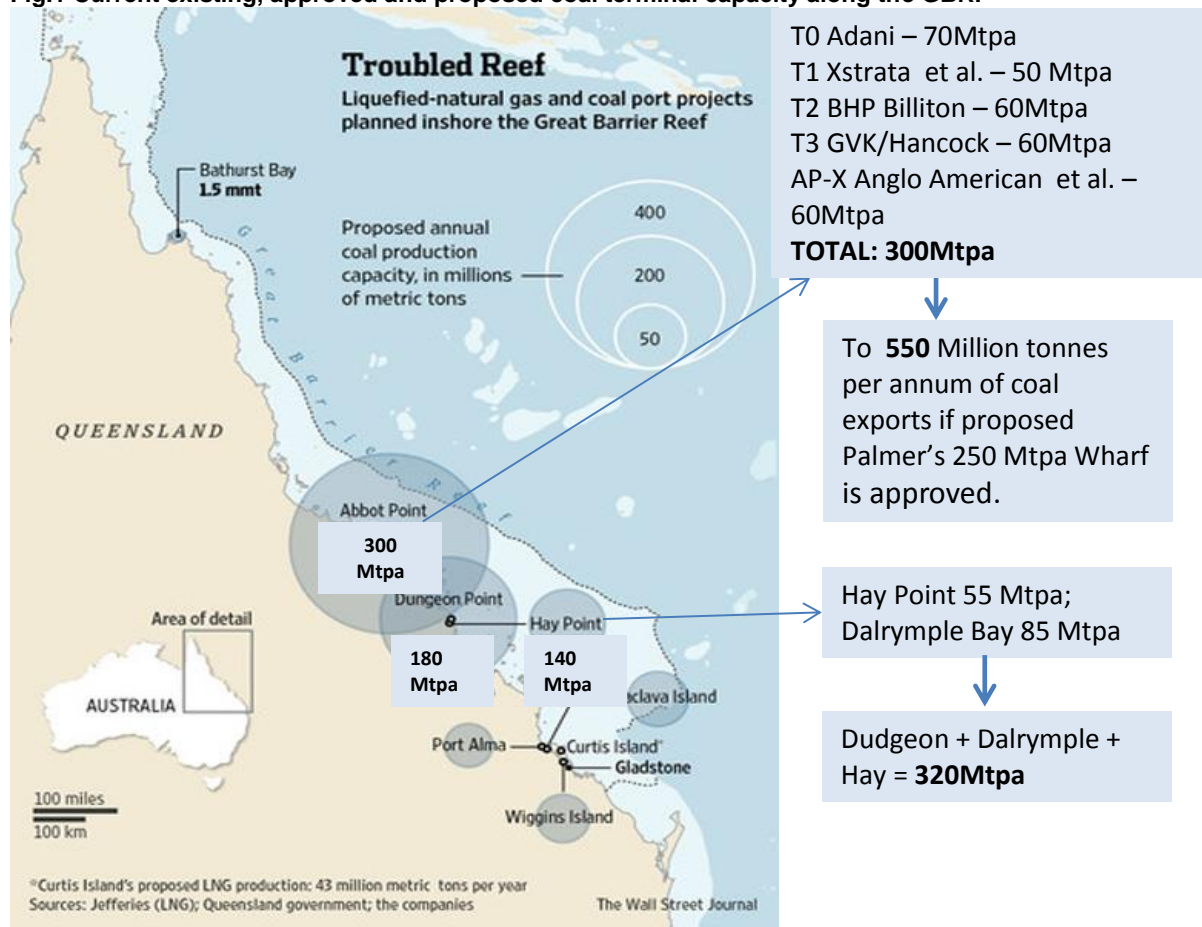 Fig.1 Current existing, approved and proposed coal terminal capacity along the GBR.
Troubled Reef
Liquefied-natural gas and coal port projects
planned inshore the Great Barrier Reef
Bathurst Bay
1.5 mmt
Proposed annual
coal production
capacity, in millions
of metric tons
400
200
50
Great Barrier Reef
QUEENSLAND
Abbot Point
300
Mtpa
Dungeon Point
Hay Point
180
Mtpa
140
Mtpa
aclava Island
Port Alma
Curtis Island*
Gladstone
Wiggins Island
Area of detail
AUSTRALIA
100 miles
100 km
*Curtis Island's proposed LNG production: 43 million metric tons per year
Sources: Jefferies (LNG); Queensland government; the companies
The Wall Street Journal
T0 Adani – 70Mtpa
T1 Xstrata et al. – 50 Mtpa
T2 BHP Billiton – 60Mtpa
T3 GVK/Hancock – 60Mtpa
AP-X Anglo American et al. –
60Mtpa
TOTAL: 300Mtpa
To 550 Million tonnes
per annum of coal
exports if proposed
Palmer's 250 Mtpa Wharf
is approved.
Hay Point 55 Mtpa;
Dalrymple Bay 85 Mtpa
Dudgeon + Dalrymple +
Hay = 320Mtpa